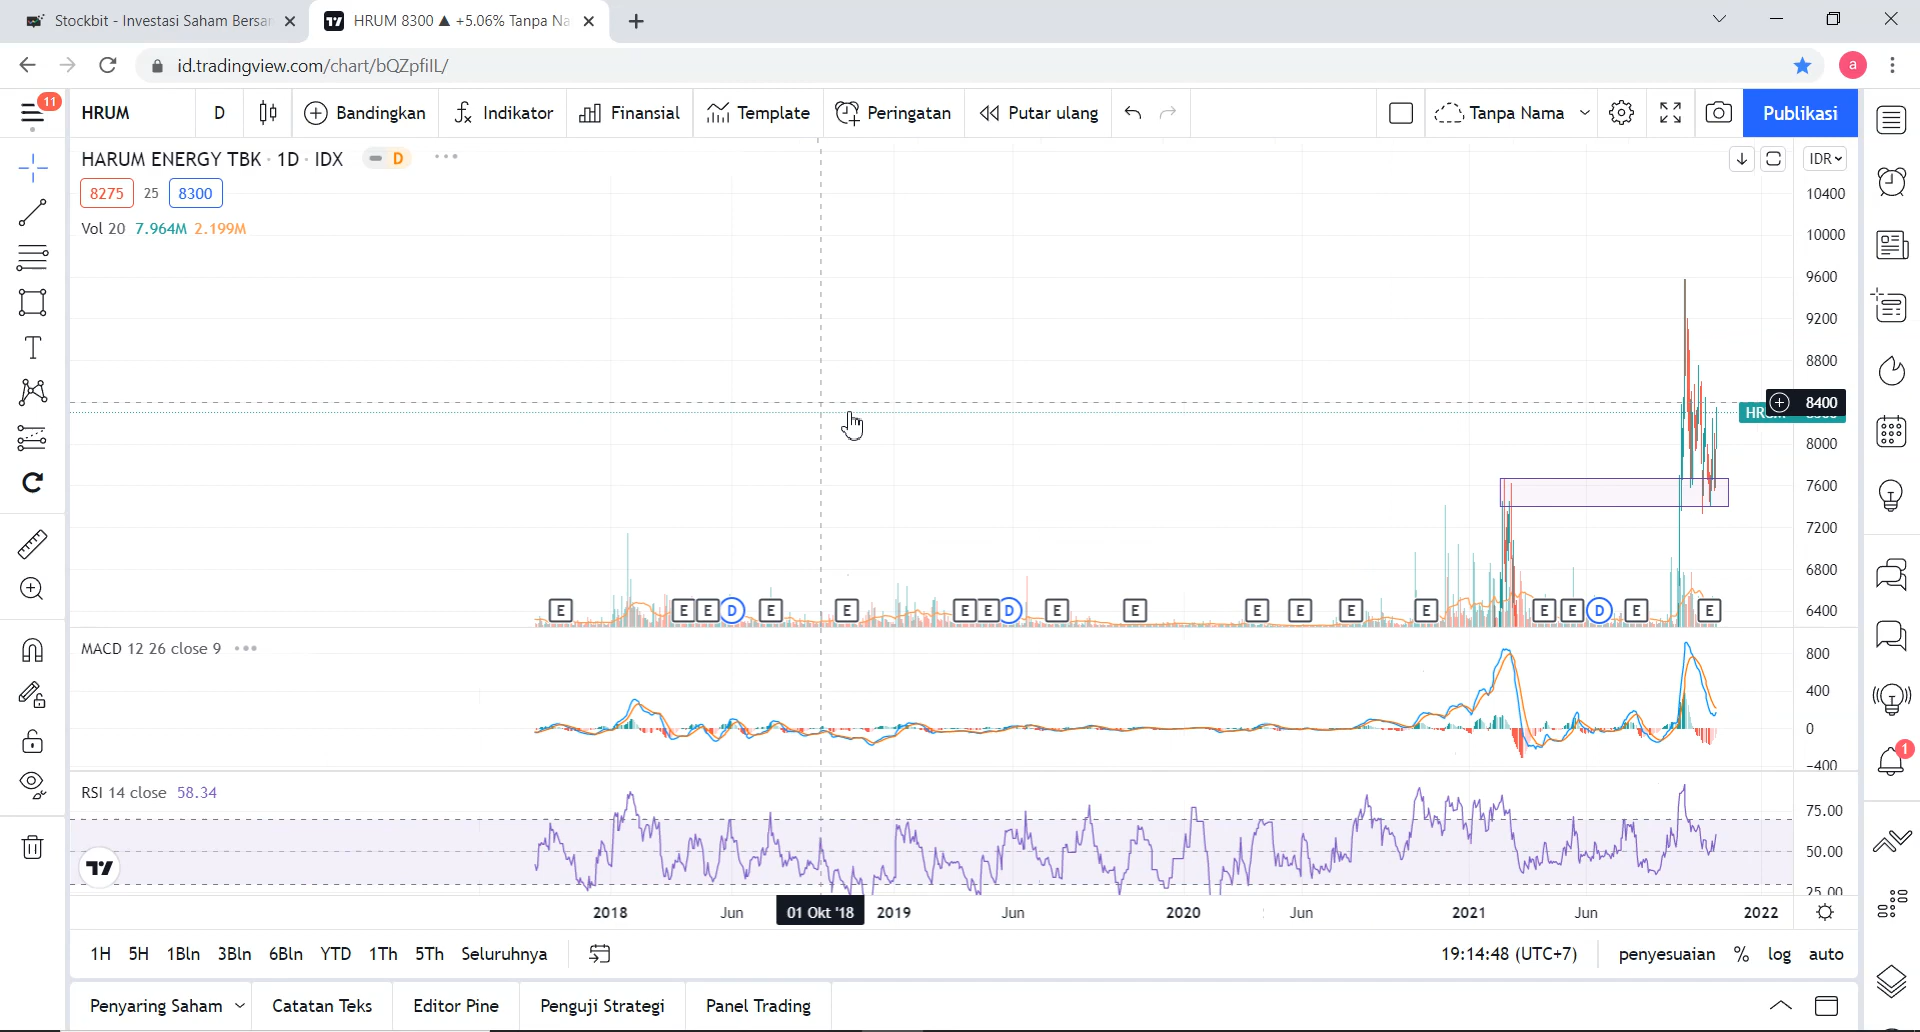 Stockbit - Investasi Saham Bersa
HRUM 8300 ▲ +5.06% Tanpa Na
id.tradingview.com/chart/bQZpfiIL/
a
11
HRUM
D
Bandingkan
Indikator
Finansial
Template
Peringatan
Putar ulang
Tanpa Nama
Publikasi
HARUM ENERGY TBK · 1D · IDX
D
IDR
8275
25
8300
Vol 20 7.964M 2.199M
10400
10000
9600
9200
8800
8400
8000
7600
7200
6800
6400
E E E D E E E E D E E E E E E E E D E E
MACD 12 26 close 9
800
400
0
−400
RSI 14 close 58.34
75.00
50.00
25.00
2018
Jun
01 Okt '18
2019
Jun
2020
Jun
2021
Jun
2022
1
1H 5H 1Bln 3Bln 6Bln YTD 1Th 5Th Seluruhnya
19:14:48 (UTC+7)
penyesuaian % log auto
Penyaring Saham
Catatan Teks
Editor Pine
Penguji Strategi
Panel Trading